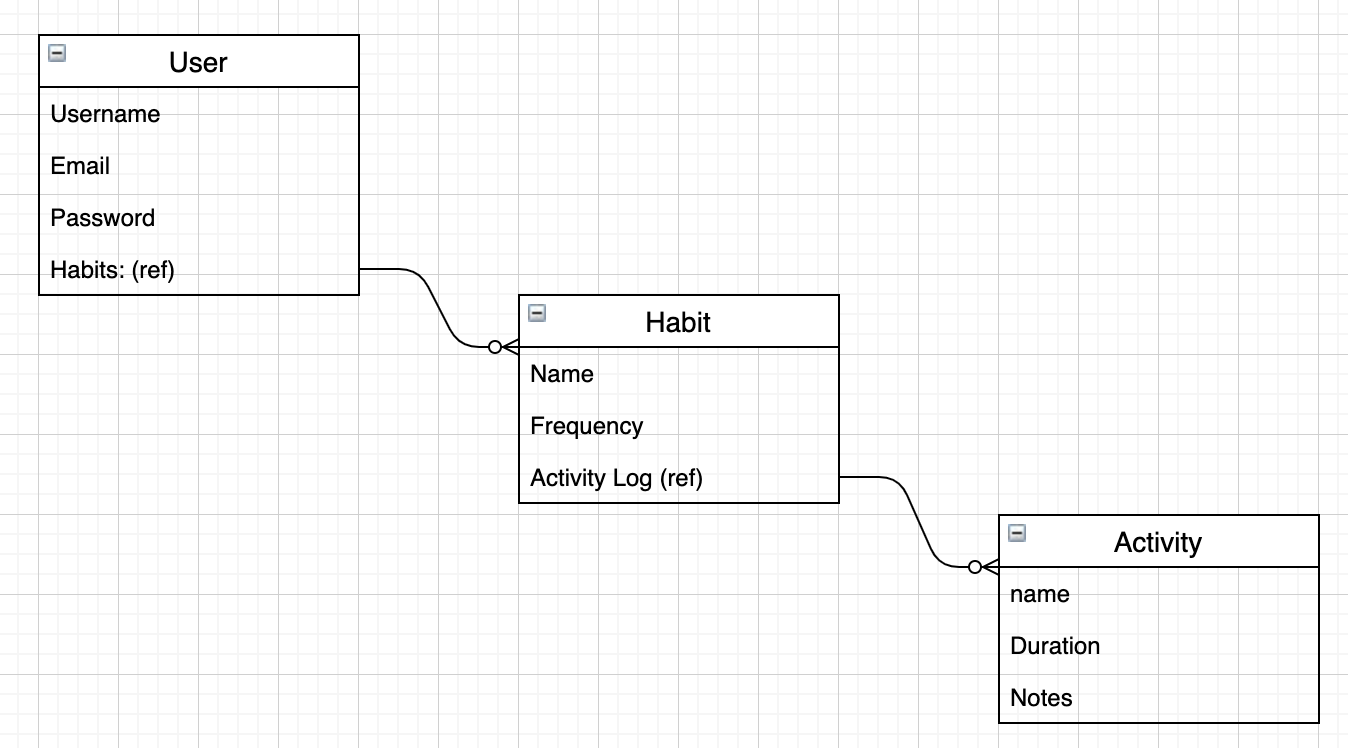 User
Username
Email
Password
Habits: (ref)
Habit
Name
Frequency
Activity Log (ref)
Activity
name
Duration
Notes